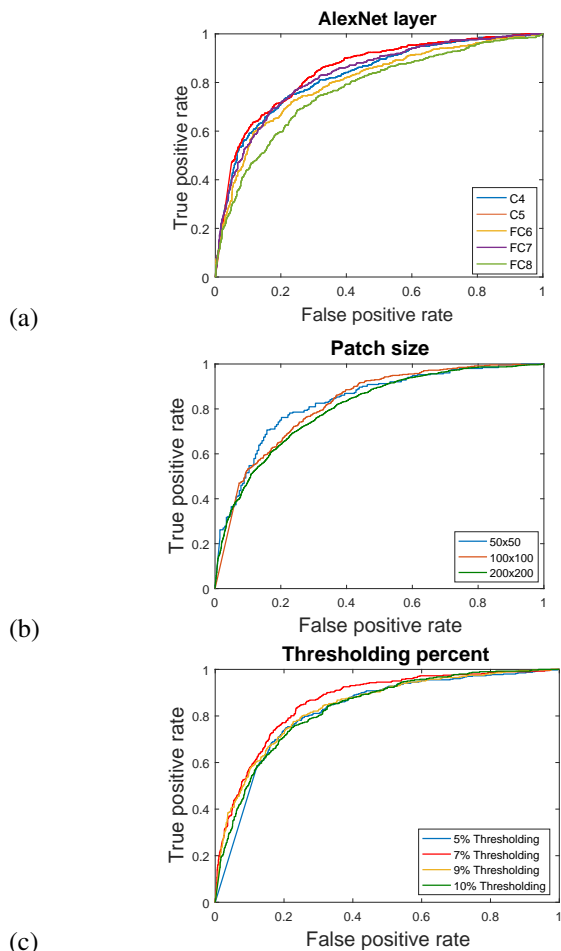 AlexNet layer
1
0.8
0.6
0.4
0.2
0
True positive rate
C4
C5
FC6
FC7
FC8
0 0.2 0.4 0.6 0.8 1
False positive rate
(a)
Patch size
1
0.8
0.6
0.4
0.2
0
True positive rate
50x50
100x100
200x200
0 0.2 0.4 0.6 0.8 1
False positive rate
(b)
Thresholding percent
1
0.8
0.6
0.4
0.2
0
True positive rate
5% Thresholding
7% Thresholding
9% Thresholding
10% Thresholding
0 0.2 0.4 0.6 0.8 1
False positive rate
(c)